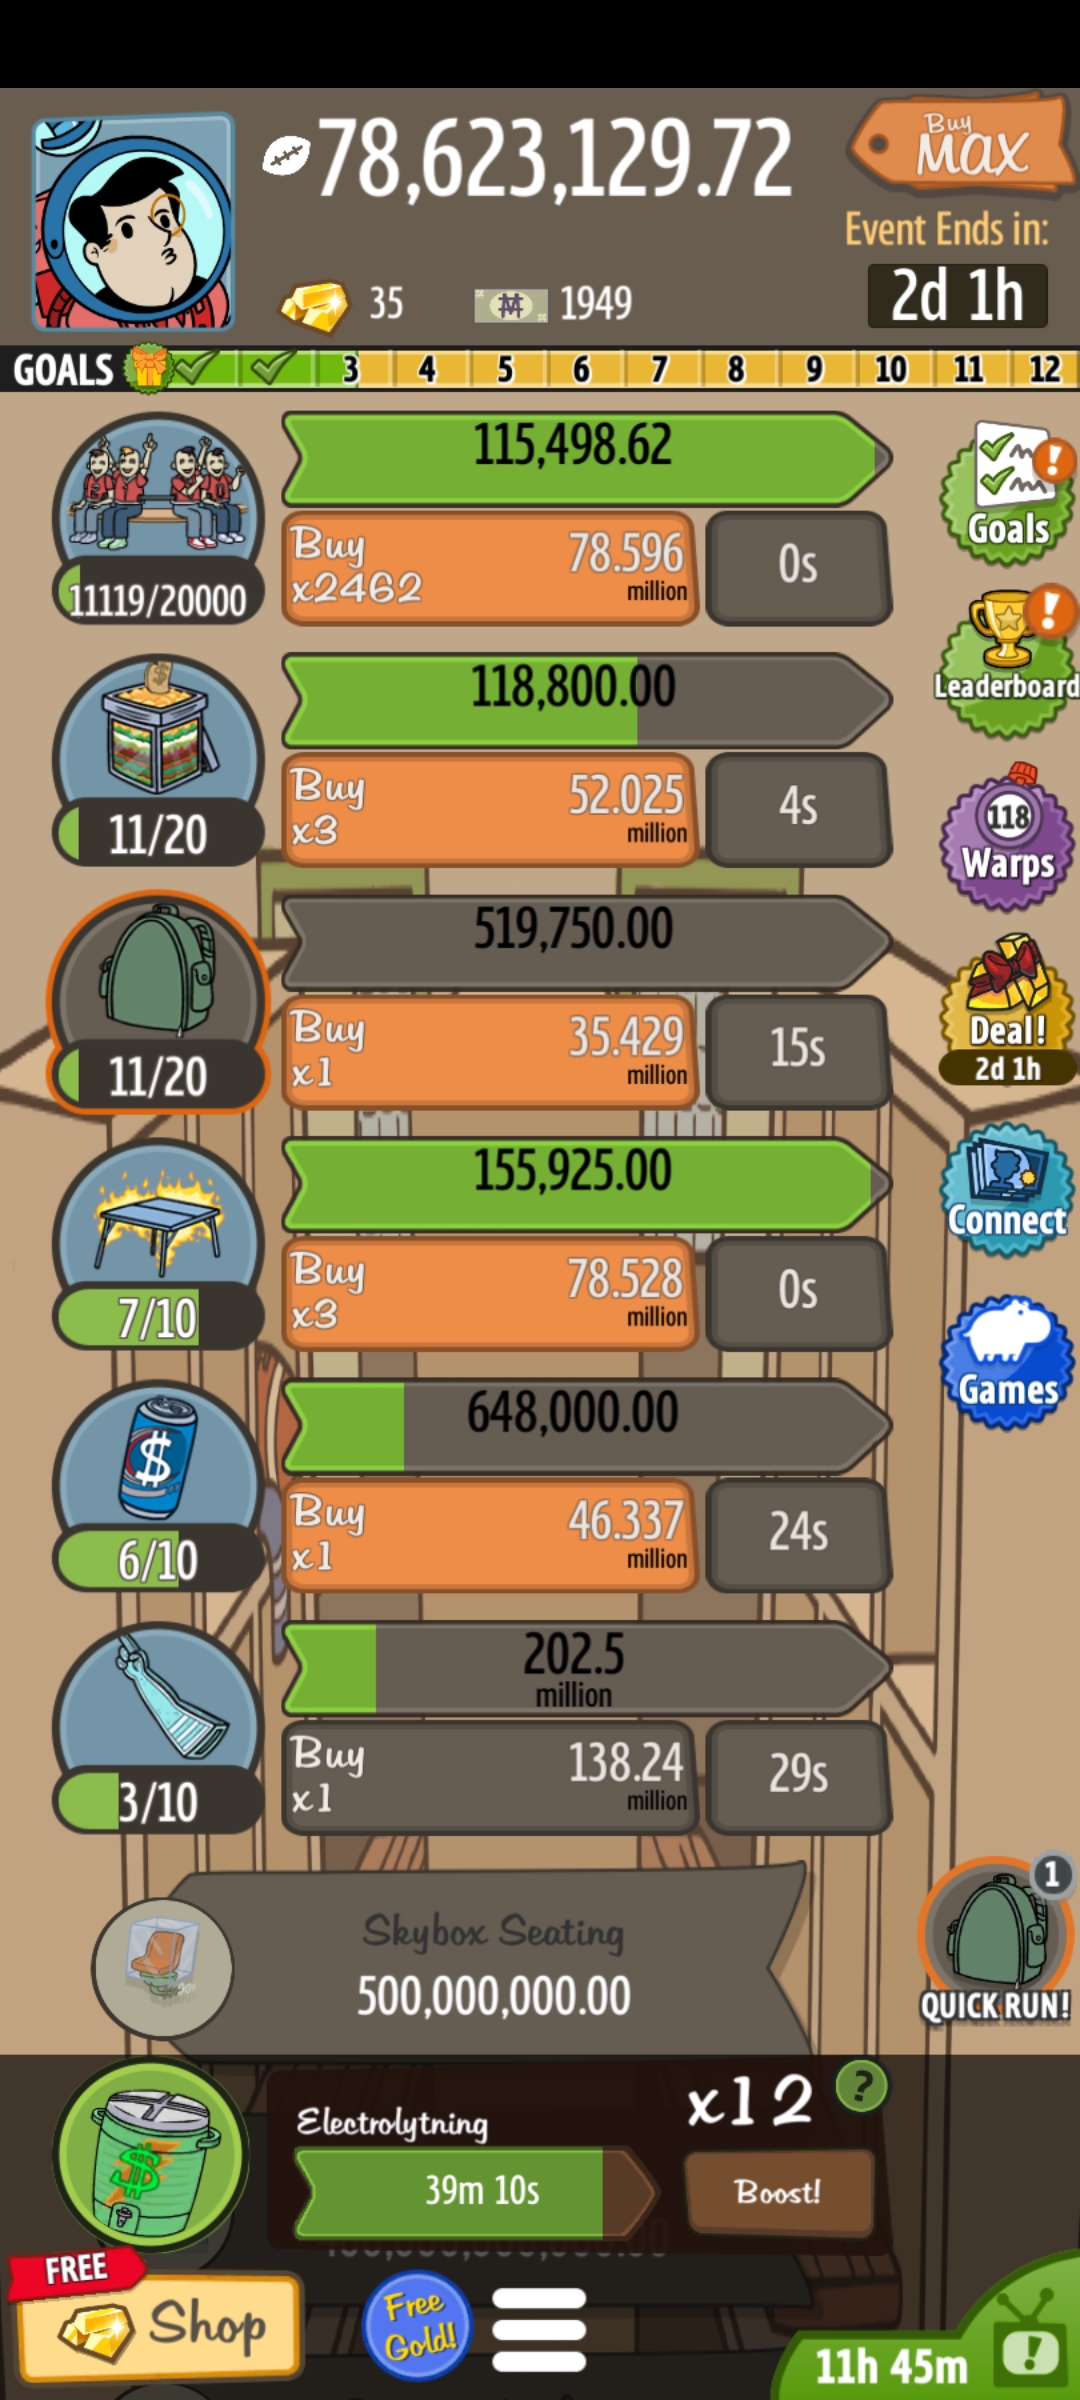 78,623,129.72
Buy
MAX
Event Ends in:
2d 1h
35
1949
GOALS 3 4 5 6 7 8 9 10 11 12
115,498.62
Buy
x2462
78.596
million
0s
11119/20000
Goals
118,800.00
Buy
x3
52.025
million
4s
11/20
Leaderboard
118
Warps
519,750.00
Buy
x1
35.429
million
15s
11/20
Deal!
2d 1h
155,925.00
Buy
x3
78.528
million
0s
7/10
Connect
648,000.00
Buy
x1
46.337
million
24s
6/10
Games
202.5
million
Buy
x1
138.24
million
29s
3/10
Skybox Seating
500,000,000.00
1
QUICK RUN!
Electrolytning
39m 10s
x12
?
Boost!
FREE
Shop
Free
Gold!
11h 45m